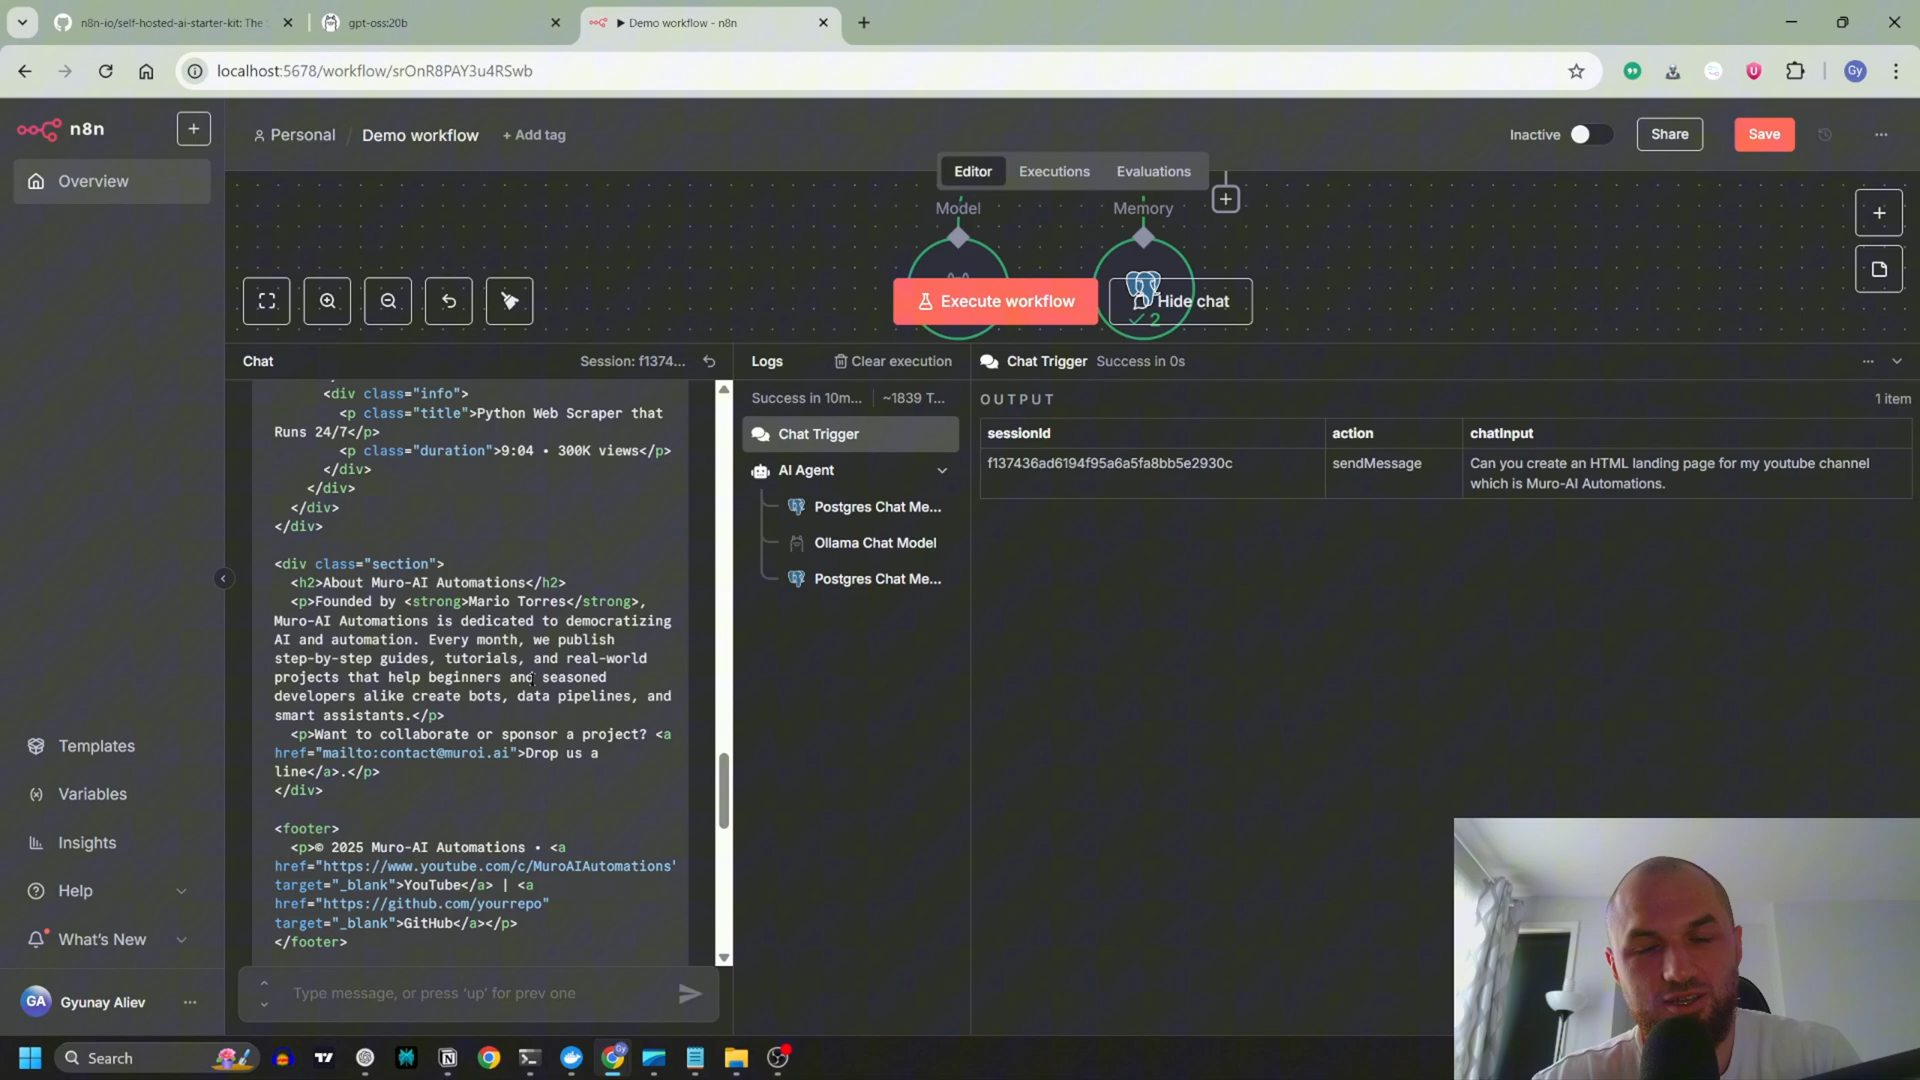 n8n-io/self-hosted-ai-starter-kit: The
gpt-oss:20b
Demo workflow - n8n
localhost:5678/workflow/srOnR8PAY3u4RSwb
Gy
n8n
Personal / Demo workflow + Add tag
Inactive
Share
Save
Overview
Editor
Executions
Evaluations
Model
Memory
Execute workflow
Hide chat
2
Chat
Session: f1374...
Logs
Clear execution
Chat Trigger Success in 0s
<div class="info">
<p class="title">Python Web Scraper that
Runs 24/7</p>
<p class="duration">9:04 • 300K views</p>
</div>
</div>
</div>
</div>
<div class="section">
<h2>About Muro-AI Automations</h2>
<p>Founded by <strong>Mario Torres</strong>,
Muro-AI Automations is dedicated to democratizing
AI and automation. Every month, we publish
step-by-step guides, tutorials, and real-world
projects that help beginners and seasoned
developers alike create bots, data pipelines, and
smart assistants.</p>
<p>Want to collaborate or sponsor a project? <a
href="mailto:contact@muroi.ai">Drop us a
line</a>.</p>
</div>
<footer>
<p>© 2025 Muro-AI Automations • <a
href="https://www.youtube.com/c/MuroAIAutomations"
target="_blank">YouTube</a> | <a
href="https://github.com/yourrepo"
target="_blank">GitHub</a></p>
</footer>
Type message, or press 'up' for prev one
Success in 10m... ~1839 T...
Chat Trigger
AI Agent
Postgres Chat Me...
Ollama Chat Model
Postgres Chat Me...
OUTPUT
1 item
sessionId
action
chatInput
f137436ad6194f95a6a5fa8bb5e2930c
sendMessage
Can you create an HTML landing page for my youtube channel
which is Muro-AI Automations.
Templates
Variables
Insights
Help
What's New
GA
Gyunay Aliev
Search